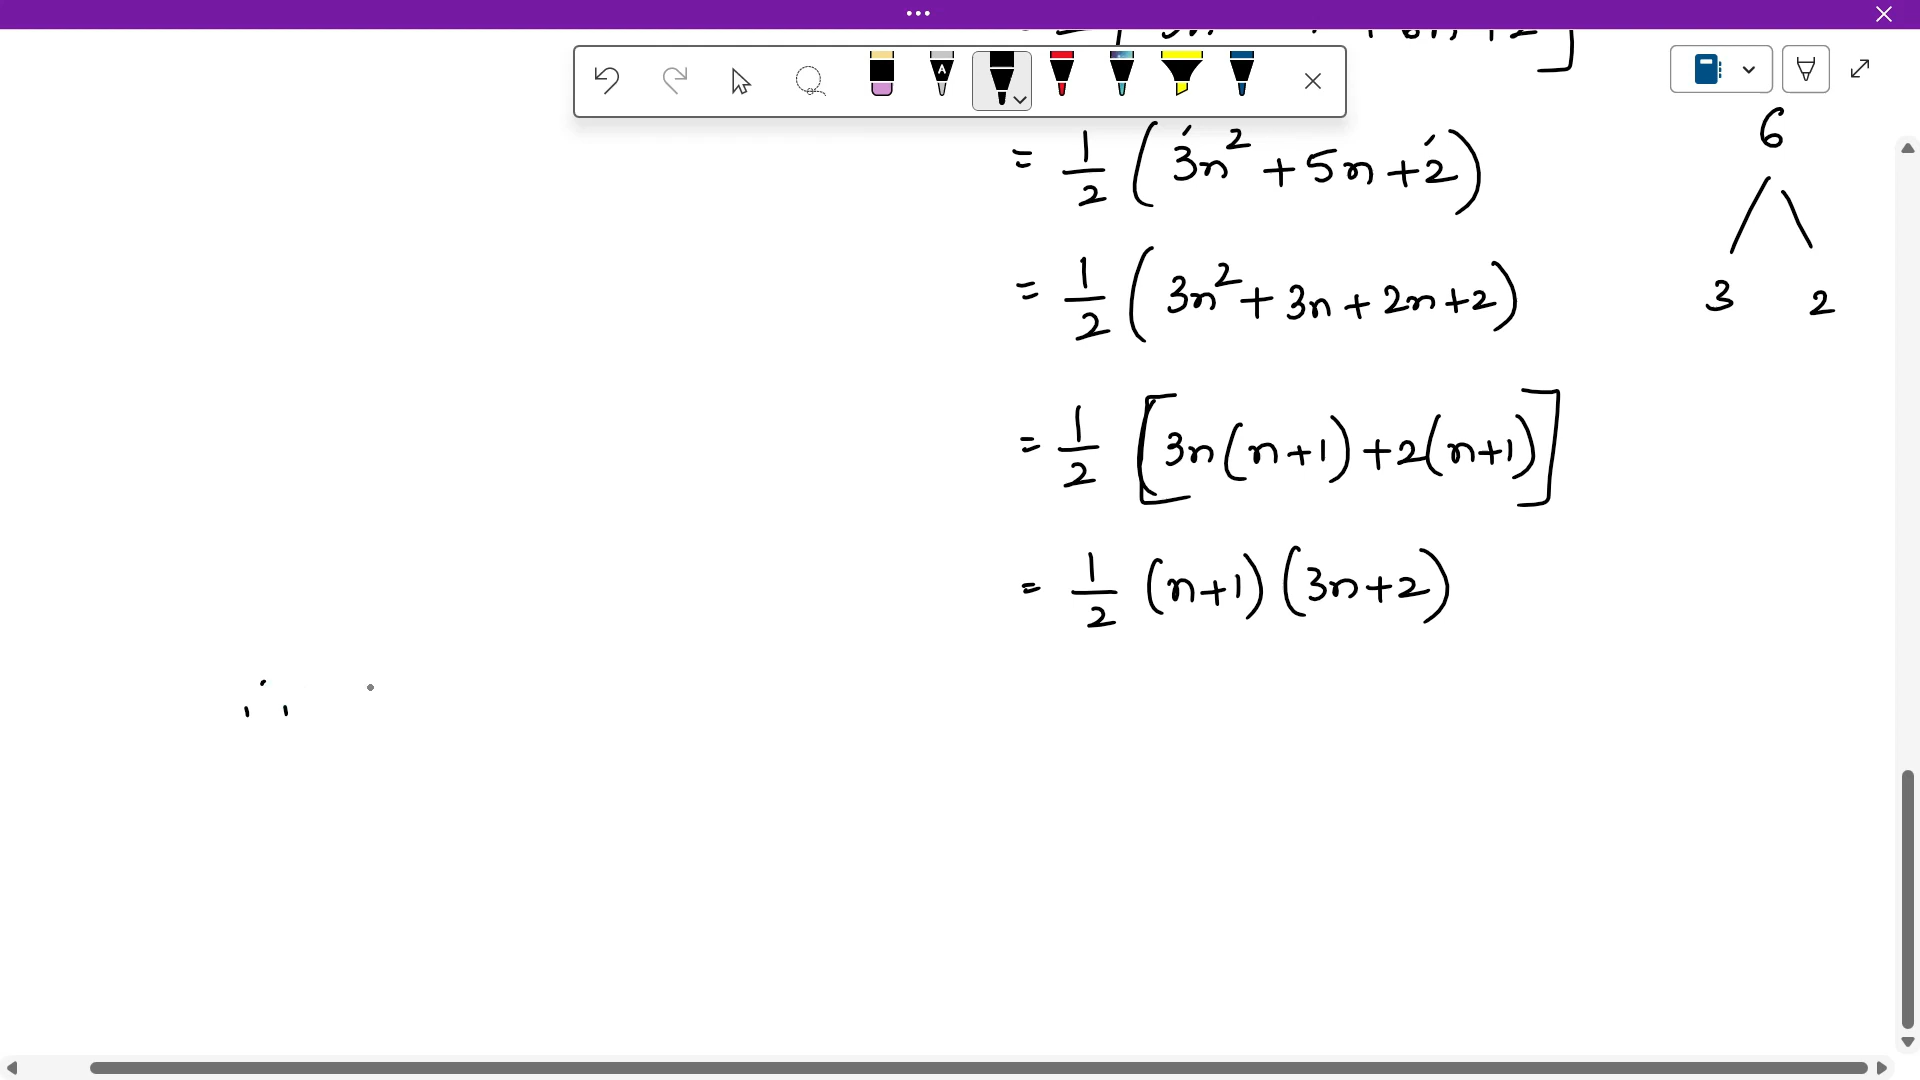 = 1/2 (3n² + 5n + 2)
6
3 2
= 1/2 (3n² + 3n + 2n + 2)
= 1/2 [3n(n+1) + 2(n+1)]
= 1/2 (n+1) (3n+2)
∴